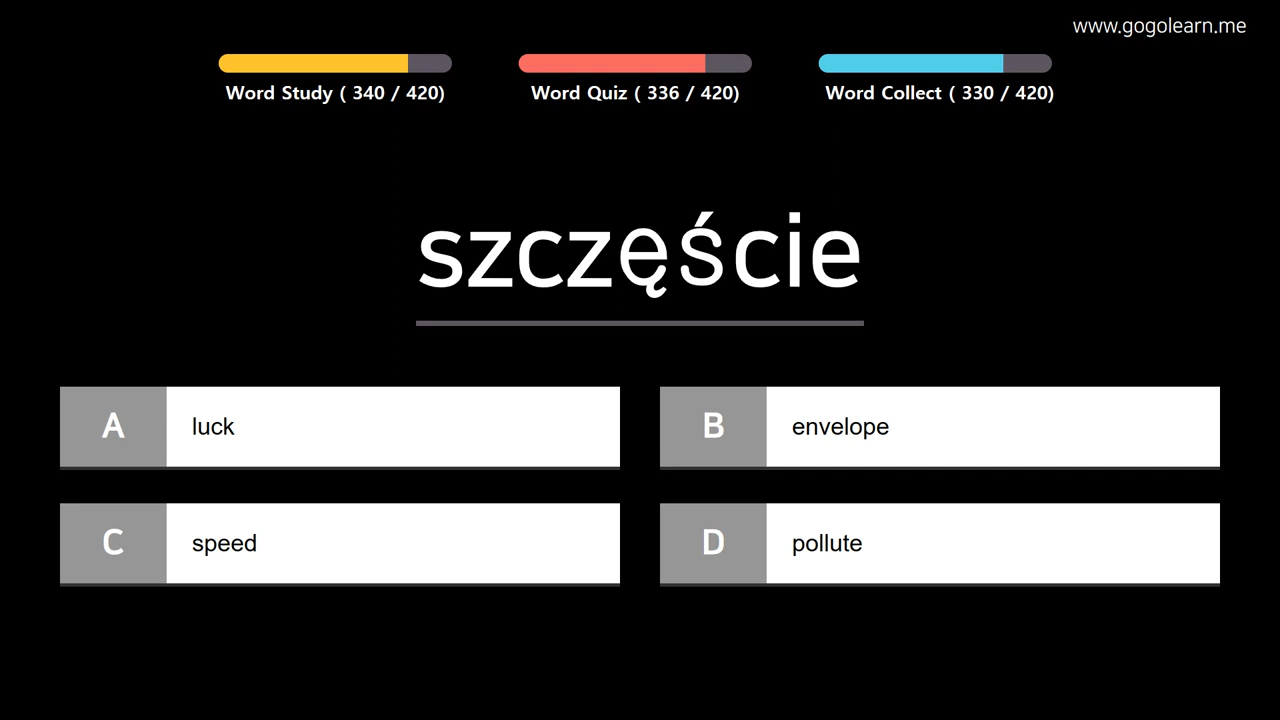 www.gogolearn.me
Word Study ( 340 / 420)
Word Quiz ( 336 / 420)
Word Collect ( 330 / 420)
szczęście
A luck
B envelope
C speed
D pollute